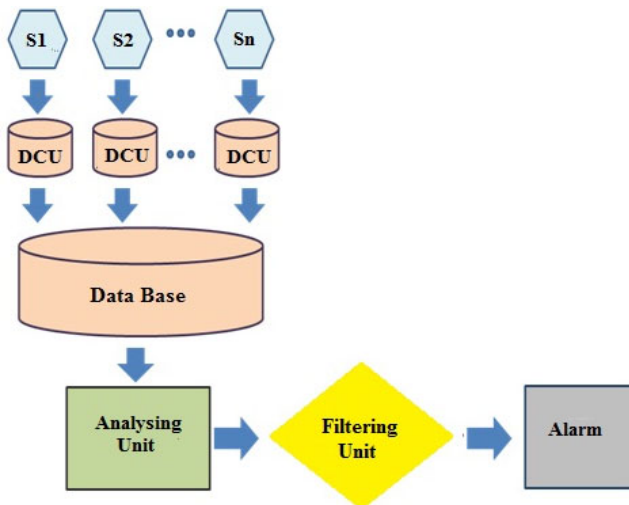 S1 S2 Sn
DCU DCU DCU
Data Base
Analysing
Unit
Filtering
Unit
Alarm